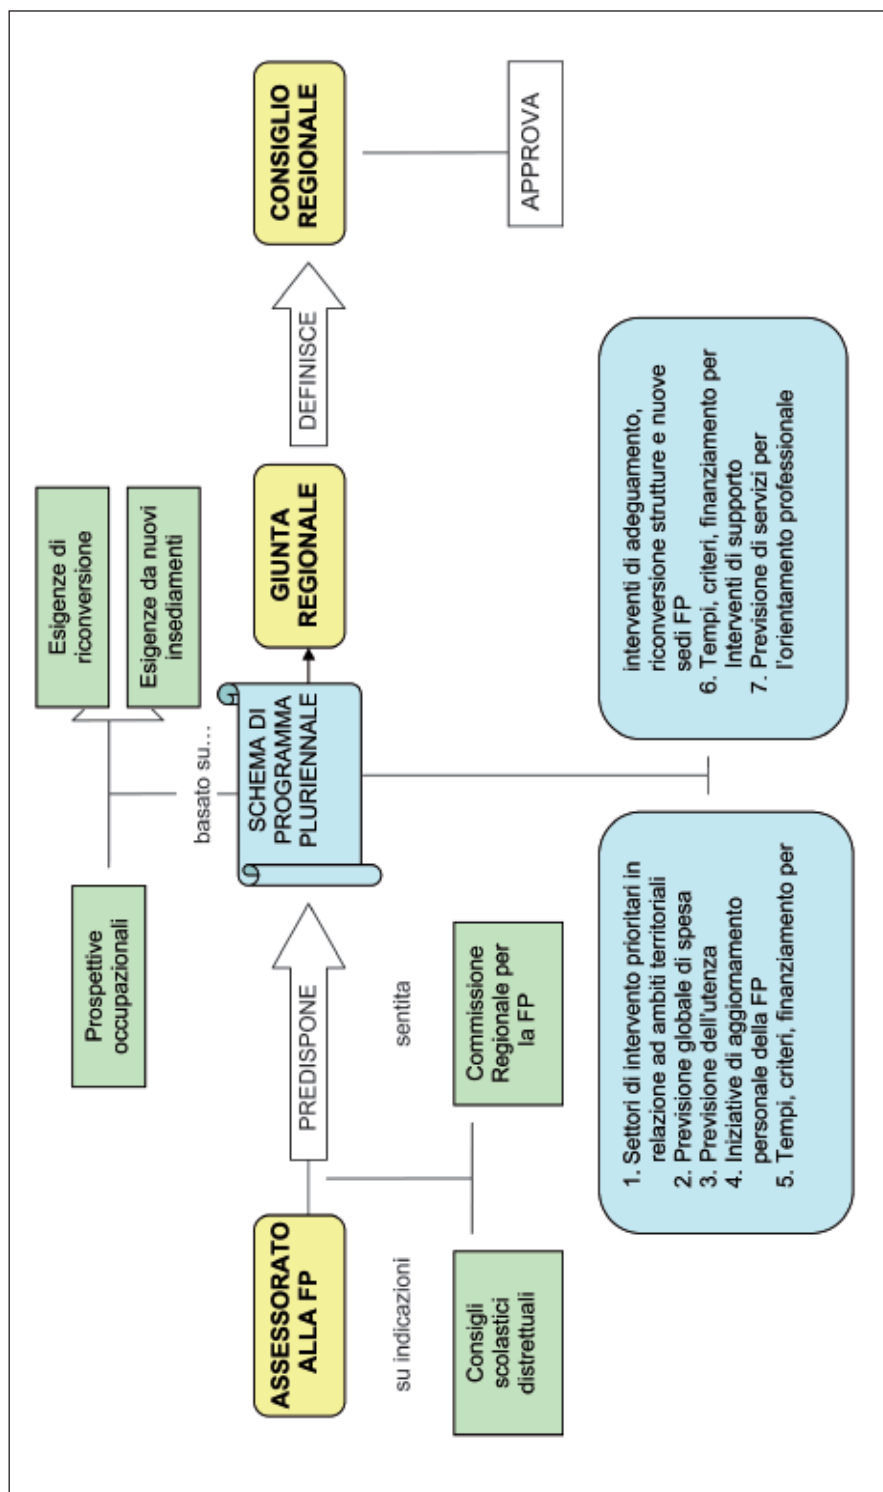 Prospettive
occupazionali
Esigenze di
riconversione
Esigenze da nuovi
insediamenti
basato su...
ASSESSORATO
ALLA FP
PREDISPONE
SCHEMA DI
PROGRAMMA
PLURIENNALE
GIUNTA
REGIONALE
DEFINISCE
CONSIGLIO
REGIONALE
su indicazioni
sentita
Consigli
scolastici
distrettuali
Commissione
Regionale per
la FP
APPROVA
1. Settori di intervento prioritari in
relazione ad ambiti territoriali
2. Previsione globale di spesa
3. Previsione dell'utenza
4. Iniziative di aggiornamento
personale della FP
5. Tempi, criteri, finanziamento per
interventi di adeguamento,
riconversione strutture e nuove
sedi FP
6. Tempi, criteri, finanziamento per
Interventi di supporto
7. Previsione di servizi per
l'orientamento professionale